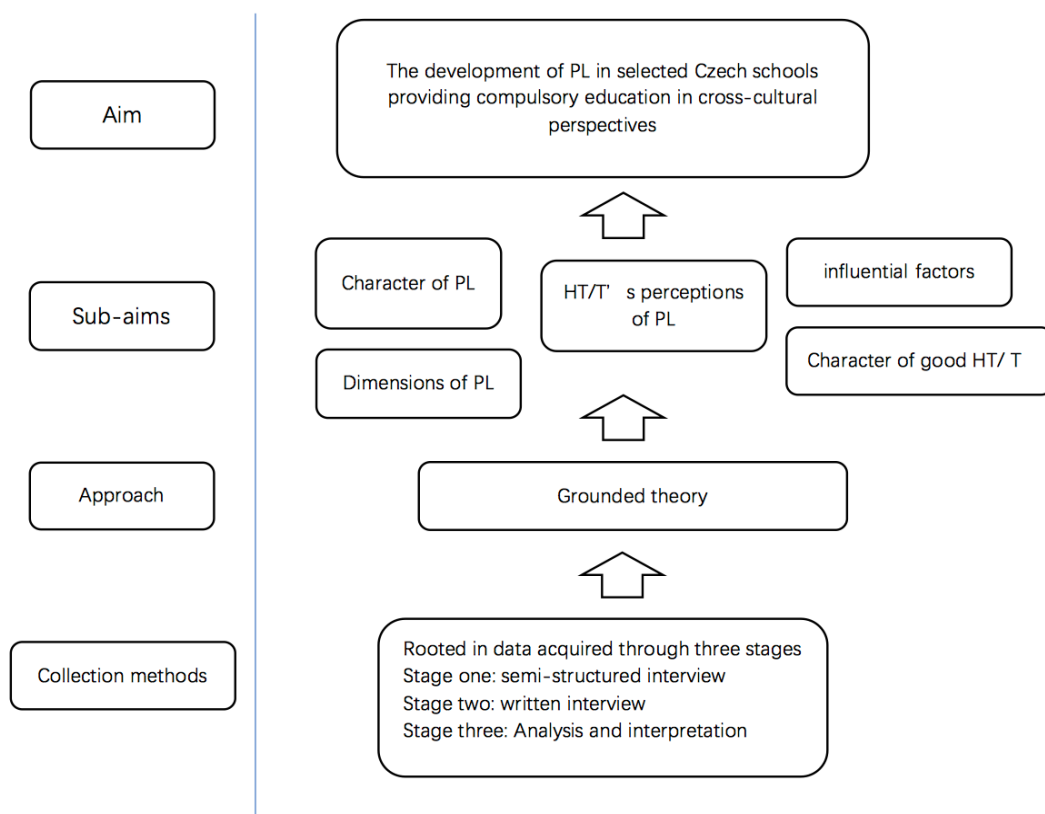 Aim
The development of PL in selected Czech schools
providing compulsory education in cross-cultural
perspectives
Sub-aims
Character of PL
Dimensions of PL
HT/T' s perceptions
of PL
influential factors
Character of good HT/ T
Approach
Grounded theory
Collection methods
Rooted in data acquired through three stages
Stage one: semi-structured interview
Stage two: written interview
Stage three: Analysis and interpretation